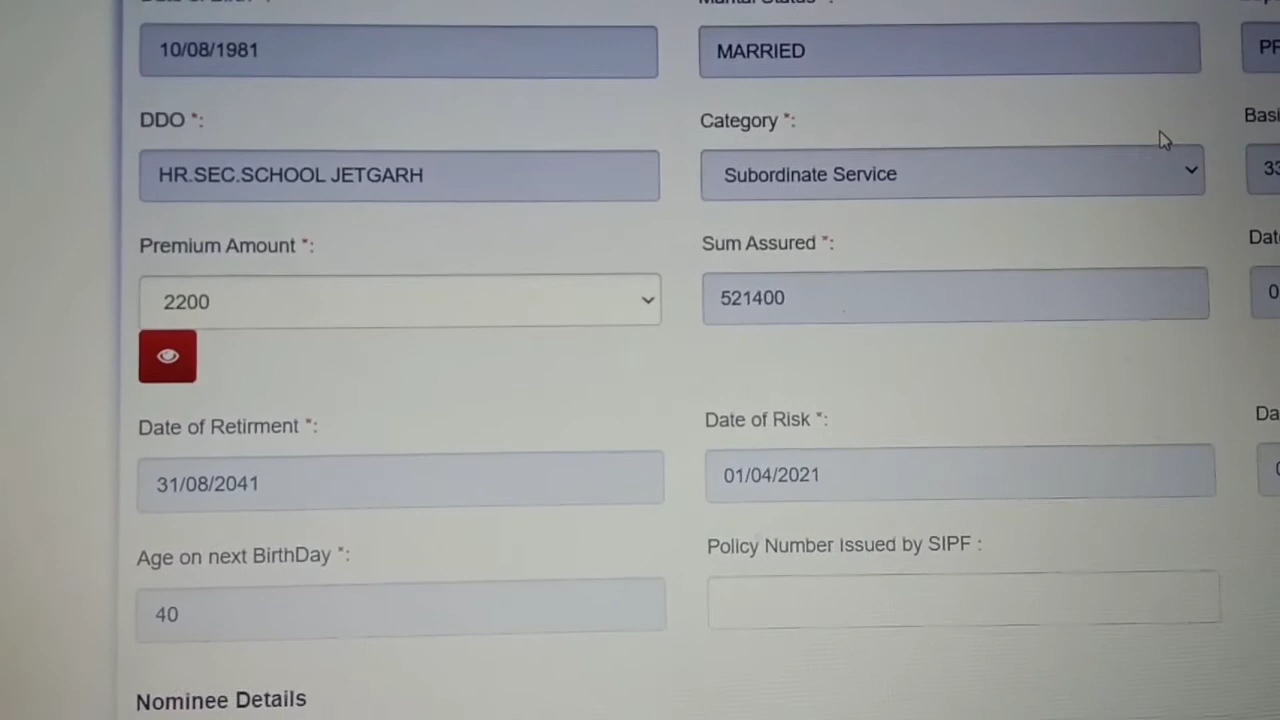 10/08/1981 MARRIED
DDO *: Category *:
HR.SEC.SCHOOL JETGARH Subordinate Service
Premium Amount *: Sum Assured *:
2200 521400
Date of Retirment *: Date of Risk *:
31/08/2041 01/04/2021
Age on next BirthDay *: Policy Number Issued by SIPF :
40
Nominee Details